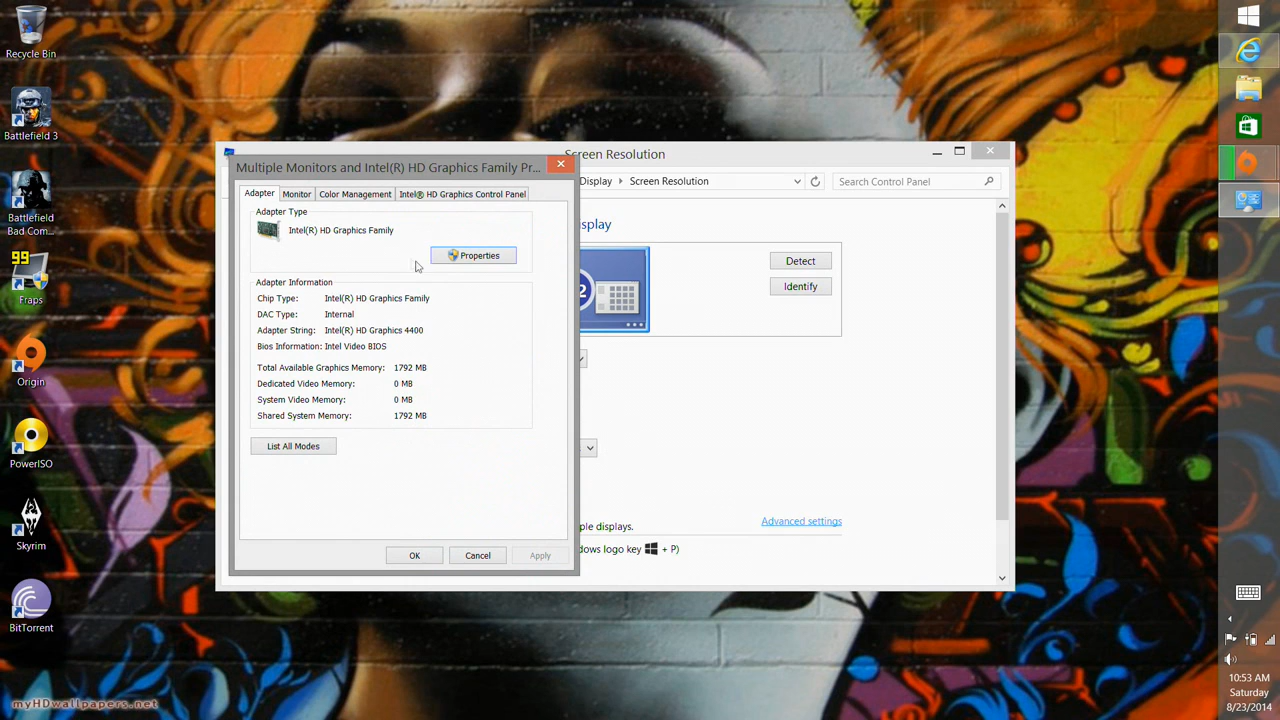 Recycle Bin
Battlefield 3
Battlefield
Bad Com...
99
Fraps
Origin
PowerISO
Skyrim
BitTorrent
myHDwallpapers.net
Screen Resolution
Display
Screen Resolution
Search Control Panel
isplay
2
Detect
Identify
ple displays.
Advanced settings
dows logo key + P)
Multiple Monitors and Intel(R) HD Graphics Family Pr...
Adapter
Monitor
Color Management
Intel® HD Graphics Control Panel
Adapter Type
Intel(R) HD Graphics Family
Properties
Adapter Information
Chip Type: Intel(R) HD Graphics Family
DAC Type: Internal
Adapter String: Intel(R) HD Graphics 4400
Bios Information: Intel Video BIOS
Total Available Graphics Memory: 1792 MB
Dedicated Video Memory: 0 MB
System Video Memory: 0 MB
Shared System Memory: 1792 MB
List All Modes
OK
Cancel
Apply
10:53 AM
Saturday
8/23/2014